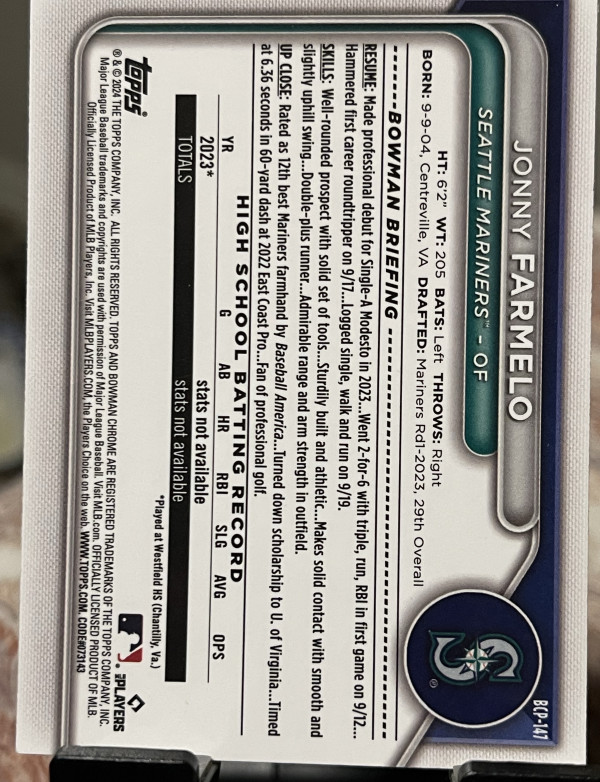 BCP-147
JONNY FARMELO
SEATTLE MARINERS™ - OF
HT: 6'2" WT: 205 BATS: Left THROWS: Right
BORN: 9-9-04, Centreville, VA DRAFTED: Mariners Rd1-2023, 29th Overall
BOWMAN BRIEFING
RESUME: Made professional debut for Single-A Modesto in 2023...Went 2-for-6 with triple, run, RBI in first game on 9/12...
Hammered first career roundtripper on 9/17...Logged single, walk and run on 9/19.
SKILLS: Well-rounded prospect with solid set of tools...Sturdily built and athletic...Makes solid contact with smooth and
slightly uphill swing...Double-plus runner...Admirable range and arm strength in outfield.
UP CLOSE: Rated as 12th best Mariners farmhand by Baseball America...Turned down scholarship to U. of Virginia...Timed
at 6.36 seconds in 60-yard dash at 2022 East Coast Pro...Fan of professional golf.
HIGH SCHOOL BATTING RECORD
YR G AB HR RBI SLG AVG OPS
2023* stats not available
TOTALS stats not available
*Played at Westfield HS (Chantilly, Va.)
topps®
PLAYERS
® & © 2024 THE TOPPS COMPANY, INC. ALL RIGHTS RESERVED. TOPPS AND BOWMAN CHROME ARE REGISTERED TRADEMARKS OF THE TOPPS COMPANY, INC.
Major League Baseball trademarks and copyrights are used with permission of Major League Baseball. Visit MLB.com. OFFICIALLY LICENSED PRODUCT OF MLB
Officially Licensed Product of MLB Players, Inc. Visit MLBPLAYERS.COM, the Players Choice on the web. WWW.TOPPS.COM. CODE#073143